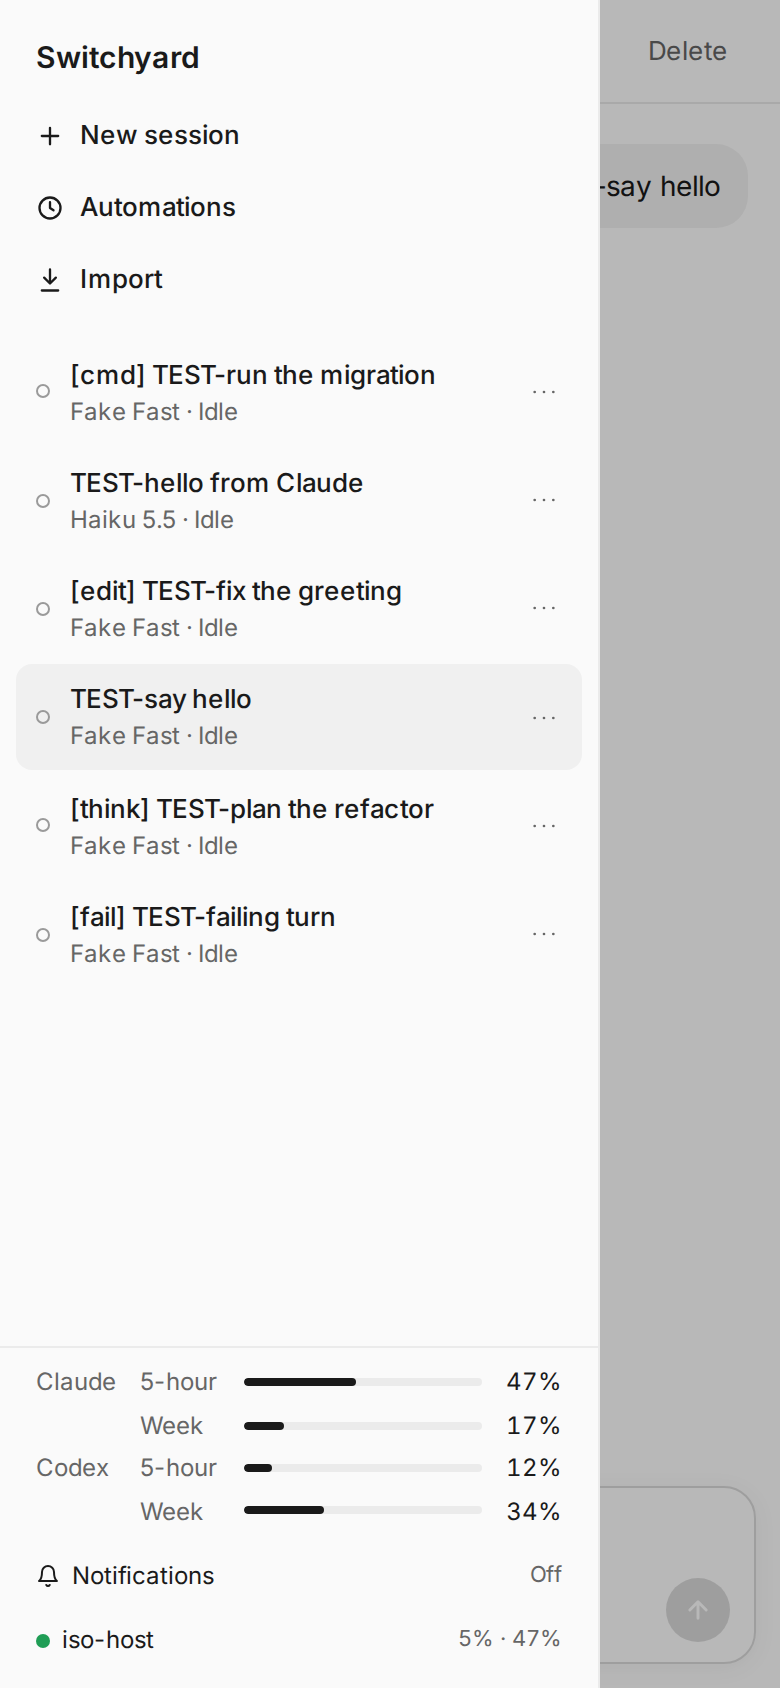 Switchyard
Delete
New session
-say hello
Automations
Import
[cmd] TEST-run the migration
Fake Fast · Idle
TEST-hello from Claude
Haiku 5.5 · Idle
[edit] TEST-fix the greeting
Fake Fast · Idle
TEST-say hello
Fake Fast · Idle
[think] TEST-plan the refactor
Fake Fast · Idle
[fail] TEST-failing turn
Fake Fast · Idle
Claude 5-hour 47%
Week 17%
Codex 5-hour 12%
Week 34%
Notifications Off
iso-host 5% · 47%